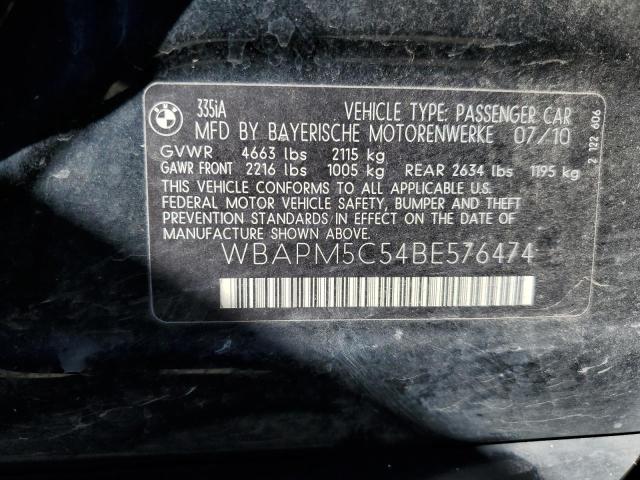 BMW
335iA VEHICLE TYPE: PASSENGER CAR
MFD BY BAYERISCHE MOTORENWERKE 07/10
GVWR 4663 lbs 2115 kg
GAWR FRONT 2216 lbs 1005 kg REAR 2634 lbs 1195 kg
THIS VEHICLE CONFORMS TO ALL APPLICABLE U.S.
FEDERAL MOTOR VEHICLE SAFETY, BUMPER AND THEFT
PREVENTION STANDARDS IN EFFECT ON THE DATE OF
MANUFACTURE SHOWN ABOVE.
WBAPM5C54BE576474
2 122 606